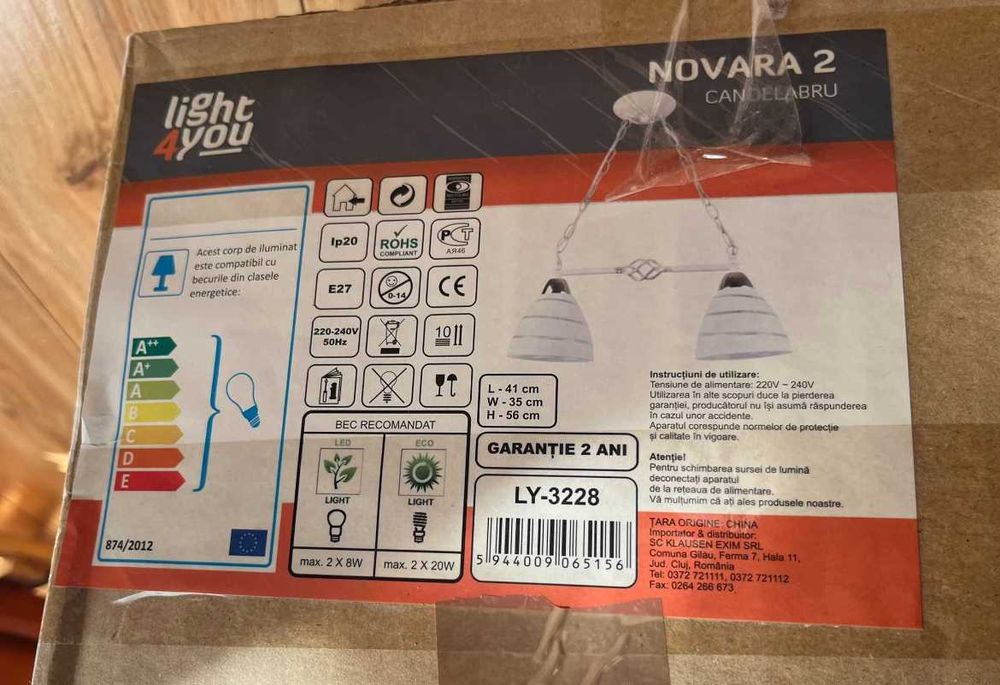 light
4you
NOVARA 2
CANDELABRU
Acest corp de iluminat
este compatibil cu
becurile din clasele
energetice:
A++
A+
A
B
C
D
E
874/2012
Ip20
ROHS
COMPLIANT
РСТ
АЯ46
E27
0-14
CE
220-240V
50Hz
10
BEC RECOMANDAT
LED
LIGHT
max. 2 X 8W
ECO
LIGHT
max. 2 X 20W
L - 41 cm
W - 35 cm
H - 56 cm
GARANȚIE 2 ANI
LY-3228
5 944009 065156
Instrucțiuni de utilizare:
Tensiune de alimentare: 220V ~ 240V
Utilizarea în alte scopuri duce la pierderea
garanției, producătorul nu își asumă răspunderea
în cazul unor accidente.
Aparatul corespunde normelor de protecție
și calitate în vigoare.
Atenție!
Pentru schimbarea sursei de lumină
deconectați aparatul
de la rețeaua de alimentare.
Vă mulțumim că ați ales produsele noastre.
ȚARA ORIGINE: CHINA
Importator & distribuitor:
SC KLAUSEN EXIM SRL
Comuna Gilău, Ferma 7, Hala 11,
Jud. Cluj, România
Tel: 0372 721111, 0372 721112
Fax: 0264 266 673